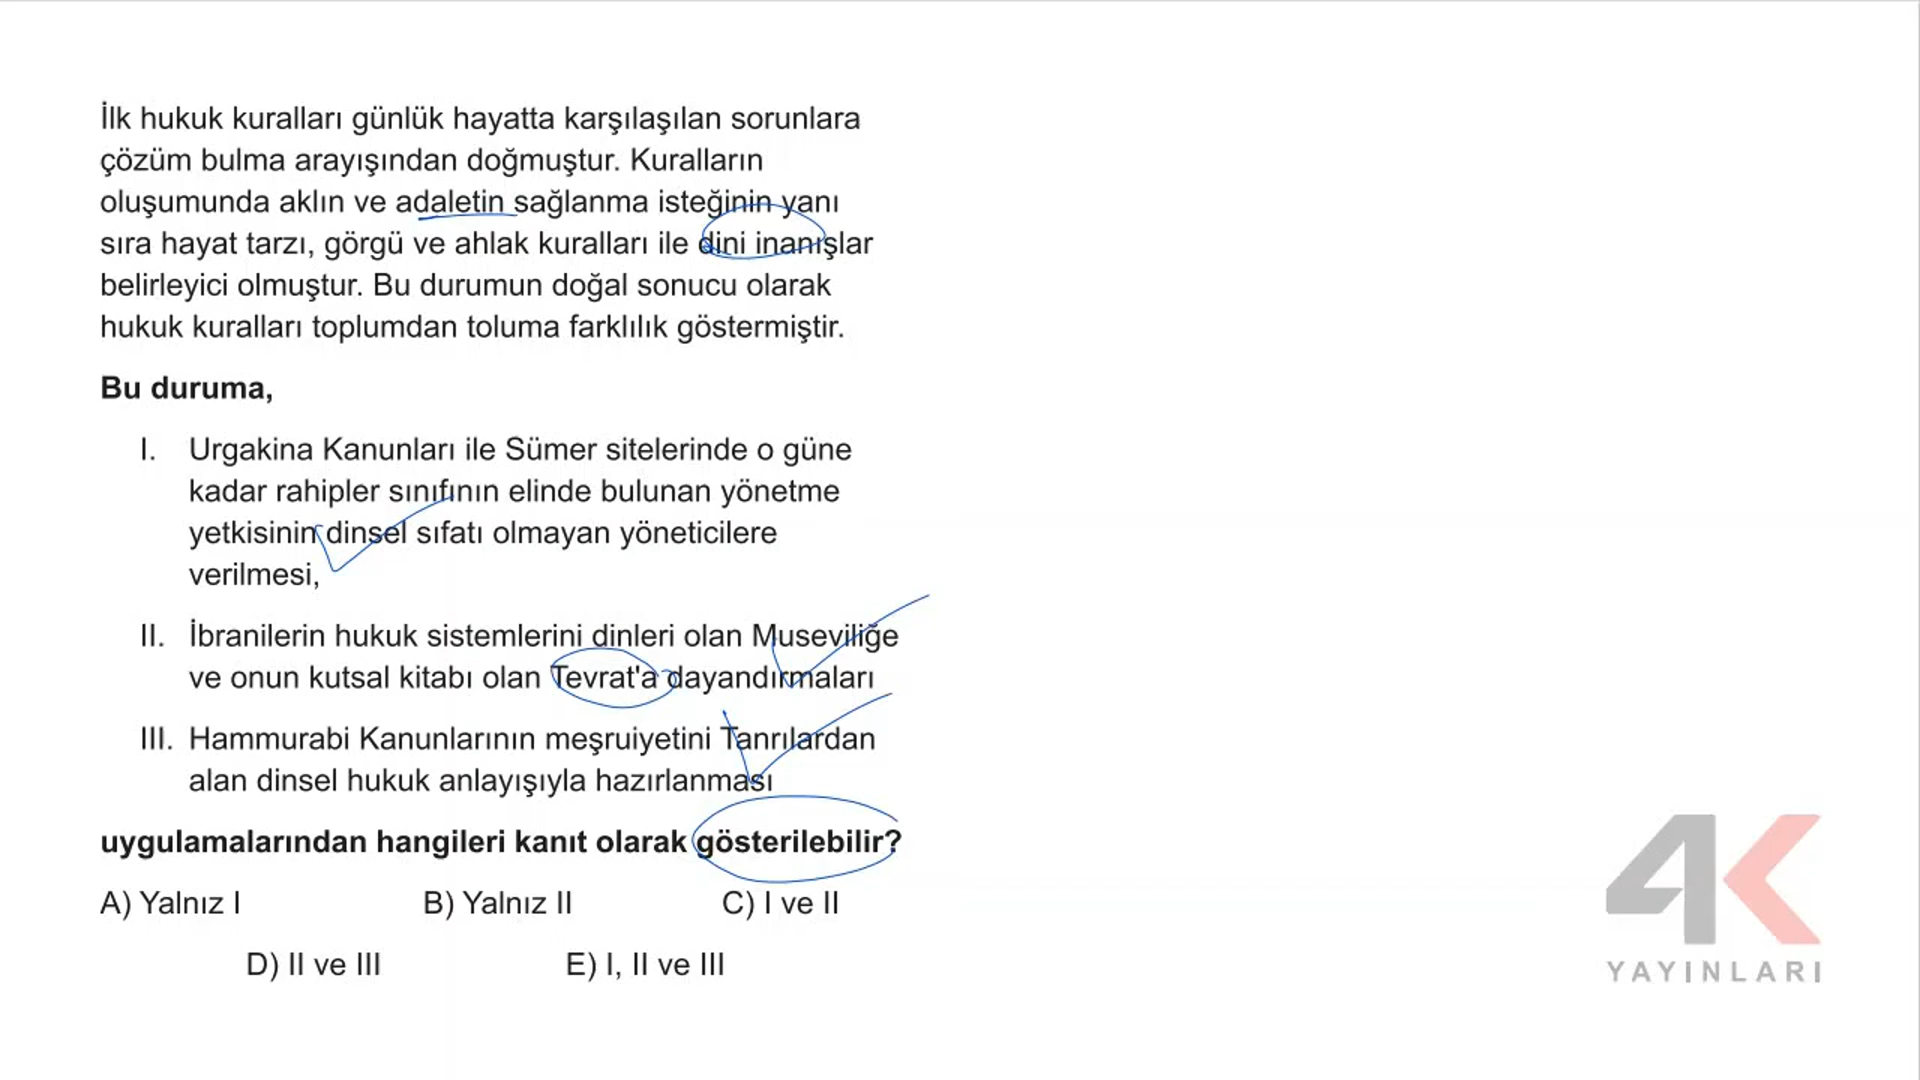 İlk hukuk kuralları günlük hayatta karşılaşılan sorunlara
çözüm bulma arayışından doğmuştur. Kuralların
oluşumunda aklın ve adaletin sağlanma isteğinin yanı
sıra hayat tarzı, görgü ve ahlak kuralları ile dini inanışlar
belirleyici olmuştur. Bu durumun doğal sonucu olarak
hukuk kuralları toplumdan toluma farklılık göstermiştir.
Bu duruma,
I. Urgakina Kanunları ile Sümer sitelerinde o güne
kadar rahipler sınıfının elinde bulunan yönetme
yetkisinin dinsel sıfatı olmayan yöneticilere
verilmesi,
II. İbranilerin hukuk sistemlerini dinleri olan Museviliğe
ve onun kutsal kitabı olan Tevrat'a dayandırmaları
III. Hammurabi Kanunlarının meşruiyetini Tanrılardan
alan dinsel hukuk anlayışıyla hazırlanması
uygulamalarından hangileri kanıt olarak gösterilebilir?
A) Yalnız I B) Yalnız II C) I ve II
D) II ve III E) I, II ve III
4K
YAYINLARI